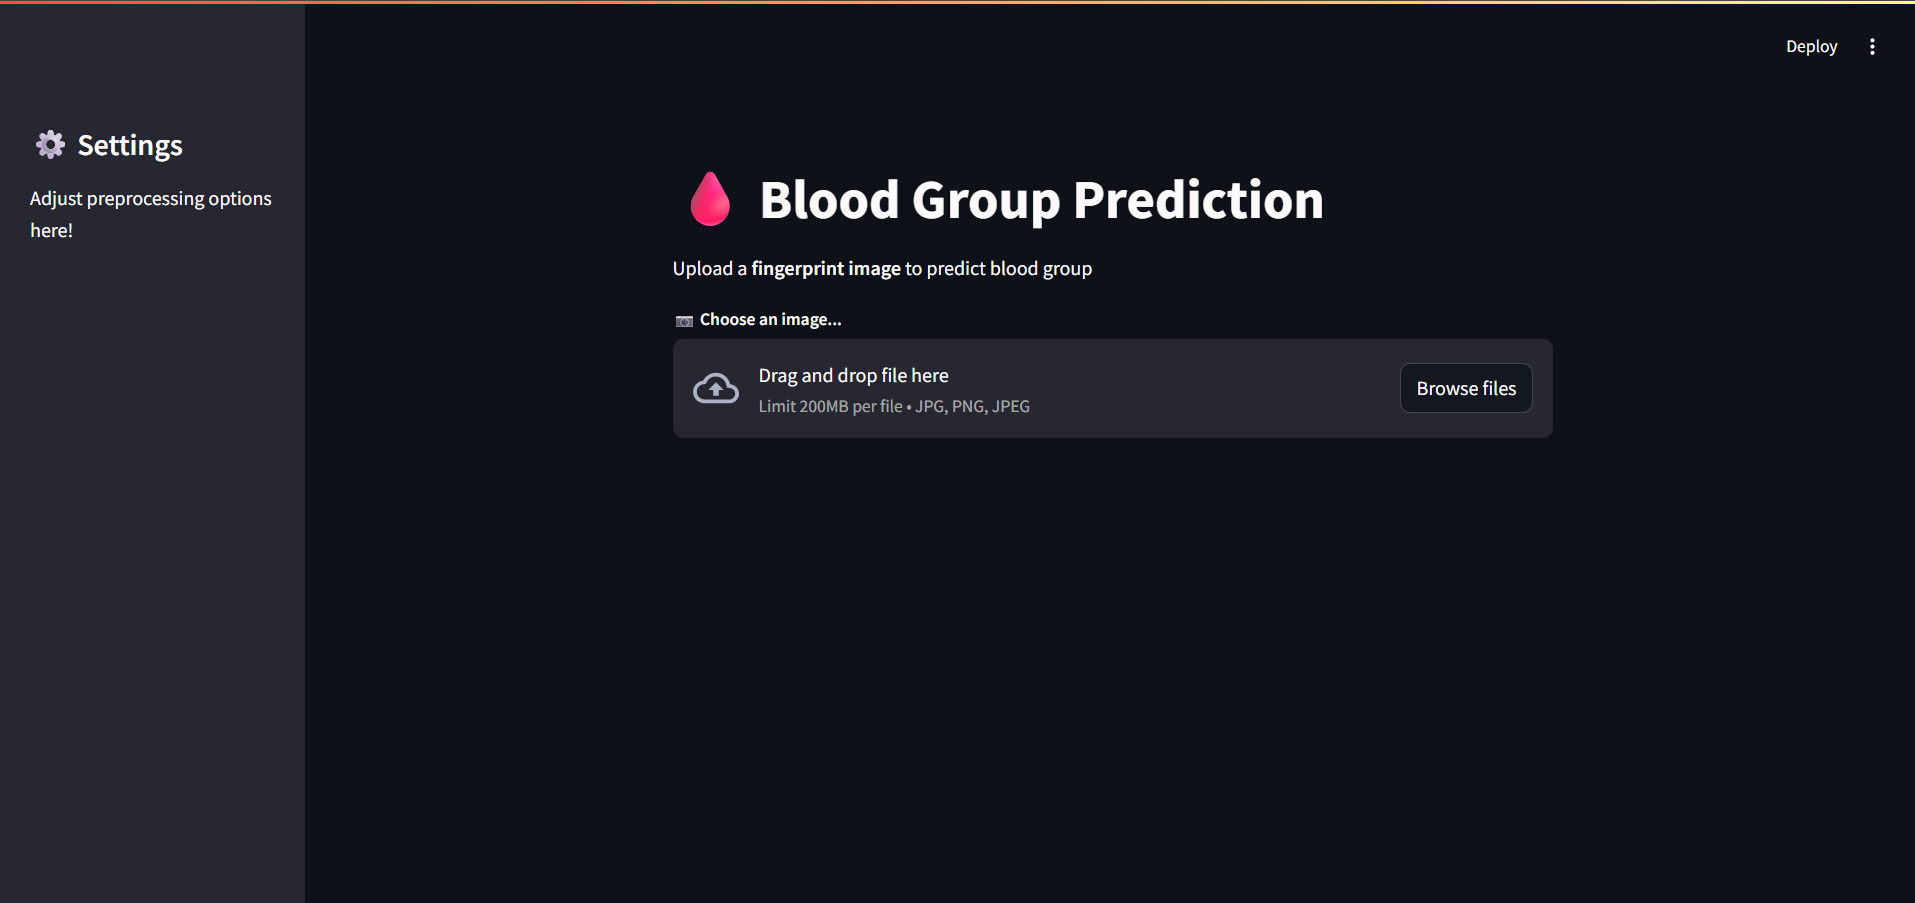 Deploy
Settings
Adjust preprocessing options
here!
Blood Group Prediction
Upload a fingerprint image to predict blood group
Choose an image...
Drag and drop file here
Limit 200MB per file • JPG, PNG, JPEG
Browse files